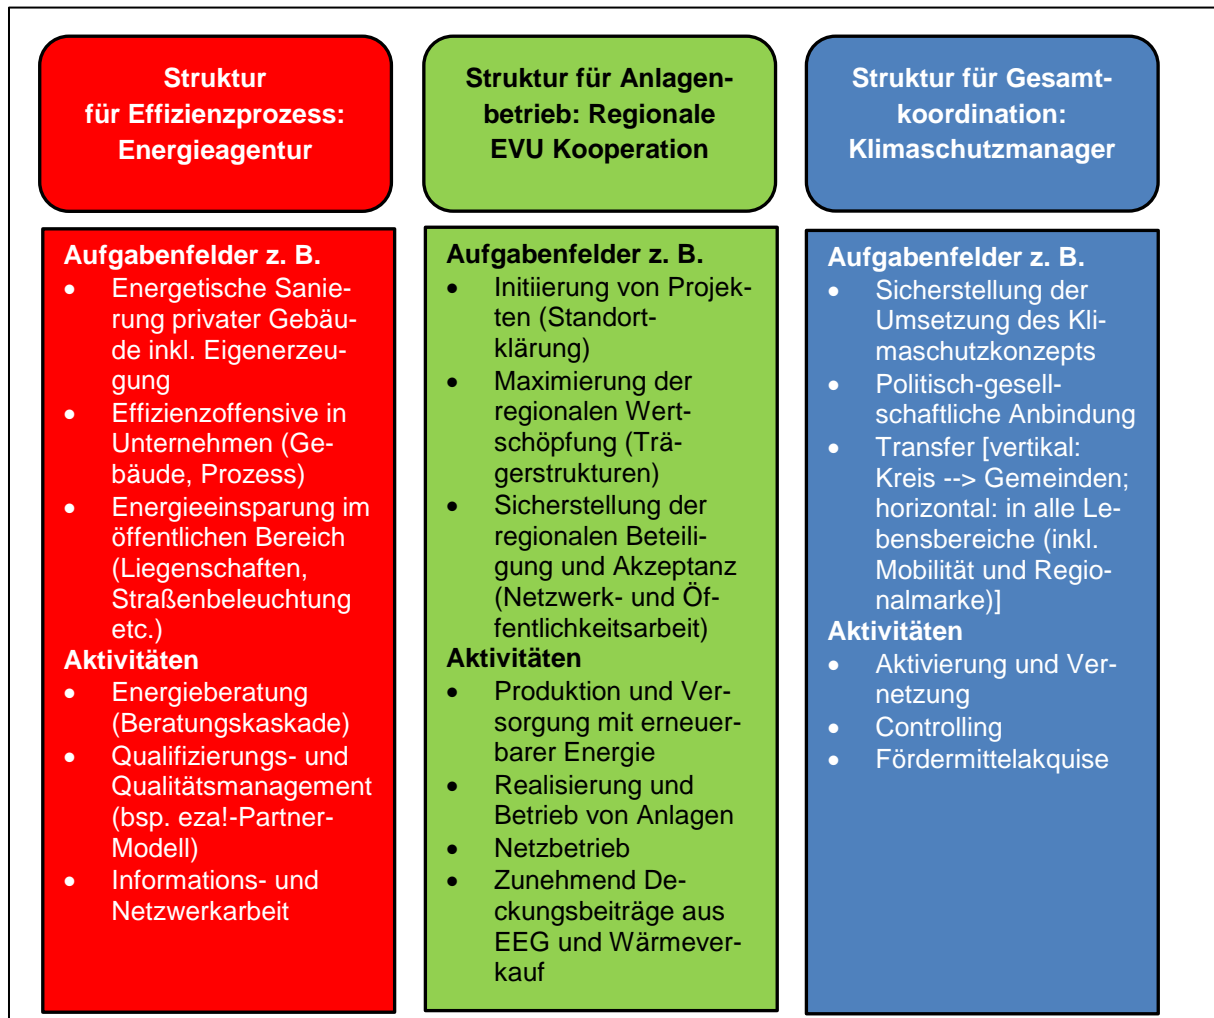 Struktur
für Effizienzprozess:
Energieagentur
Aufgabenfelder z. B.
• Energetische Sanie-
rung privater Gebäu-
de inkl. Eigenerzeu-
gung
• Effizienzoffensive in
Unternehmen (Ge-
bäude, Prozess)
• Energieeinsparung im
öffentlichen Bereich
(Liegenschaften,
Straßenbeleuchtung
etc.)
Aktivitäten
• Energieberatung
(Beratungskaskade)
• Qualifizierungs- und
Qualitätsmanagement
(bsp. eza!-Partner-
Modell)
• Informations- und
Netzwerkarbeit
Struktur für Anlagen-
betrieb: Regionale
EVU Kooperation
Aufgabenfelder z. B.
• Initiierung von Projek-
ten (Standort-
klärung)
• Maximierung der
regionalen Wert-
schöpfung (Trä-
gerstrukturen)
• Sicherstellung der
regionalen Beteili-
gung und Akzeptanz
(Netzwerk- und Öf-
fentlichkeitsarbeit)
Aktivitäten
• Produktion und Ver-
sorgung mit erneuer-
barer Energie
• Realisierung und
Betrieb von Anlagen
• Netzbetrieb
• Zunehmend De-
ckungsbeiträge aus
EEG und Wärmever-
kauf
Struktur für Gesamt-
koordination:
Klimaschutzmanager
Aufgabenfelder z. B.
• Sicherstellung der
Umsetzung des Kli-
maschutzkonzepts
• Politisch-gesell-
schaftliche Anbindung
• Transfer [vertikal:
Kreis --> Gemeinden;
horizontal: in alle Le-
bensbereiche (inkl.
Mobilität und Regio-
nalmarke)]
Aktivitäten
• Aktivierung und Ver-
netzung
• Controlling
• Fördermittelakquise